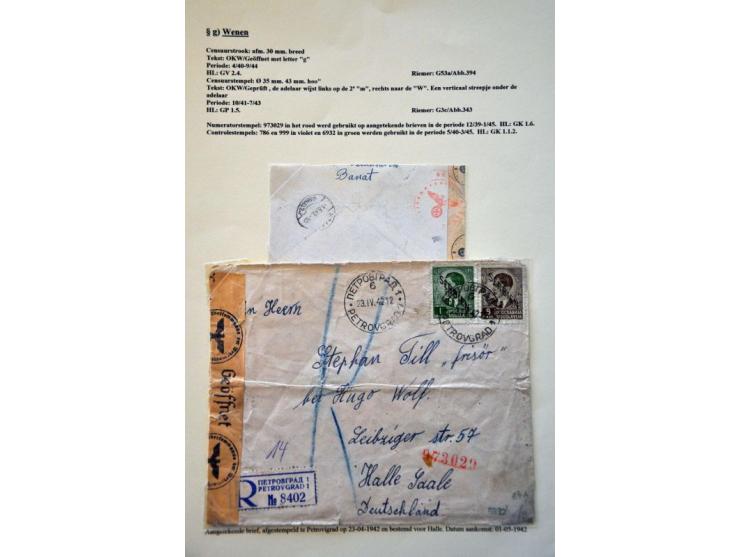 § g) Wenen
Censuurstrook: afm. 30 mm. breed
Tekst: OKW/Geöffnet met letter "g"
Periode: 4/40-9/44
HL: GV 2.4. Riemer: G53a/Abb.394
Censuurstempel: Ø 35 mm. 43 mm. hoo"
Tekst: OKW/Geprüft , de adelaar wijst links op de 2ᵉ "m", rechts naar de "W". Een verticaal streepje onder de
adelaar
Periode: 10/41-7/43
HL: GP 1.5. Riemer: G3c/Abb.343
Numeratorstempel: 973029 in het rood werd gebruikt op aangetekende brieven in de periode 12/39-1/45. HL: GK 1.6.
Controlestempels: 786 en 999 in violet en 6932 in groen werden gebruikt in de periode 5/40-3/45. HL: GK 1.1.2.
Banat
ПЕТРОВГРАД 1
6
23.IV.42 12
PETROVGRAD 1
PETROVGRAD 1
Herrn
Stephan Till „frisör"
bei Hugo Wolf.
Geöffnet
Leibziger str. 57
973029
14
Halle Saale
Deutschland
R ПЕТРОВГРАД 1
PETROVGRAD 1
№ 8402
Aangetekende brief, afgestempeld te Petrovigrad op 23-04-1942 en bestemd voor Halle. Datum aankomst: 01-05-1942